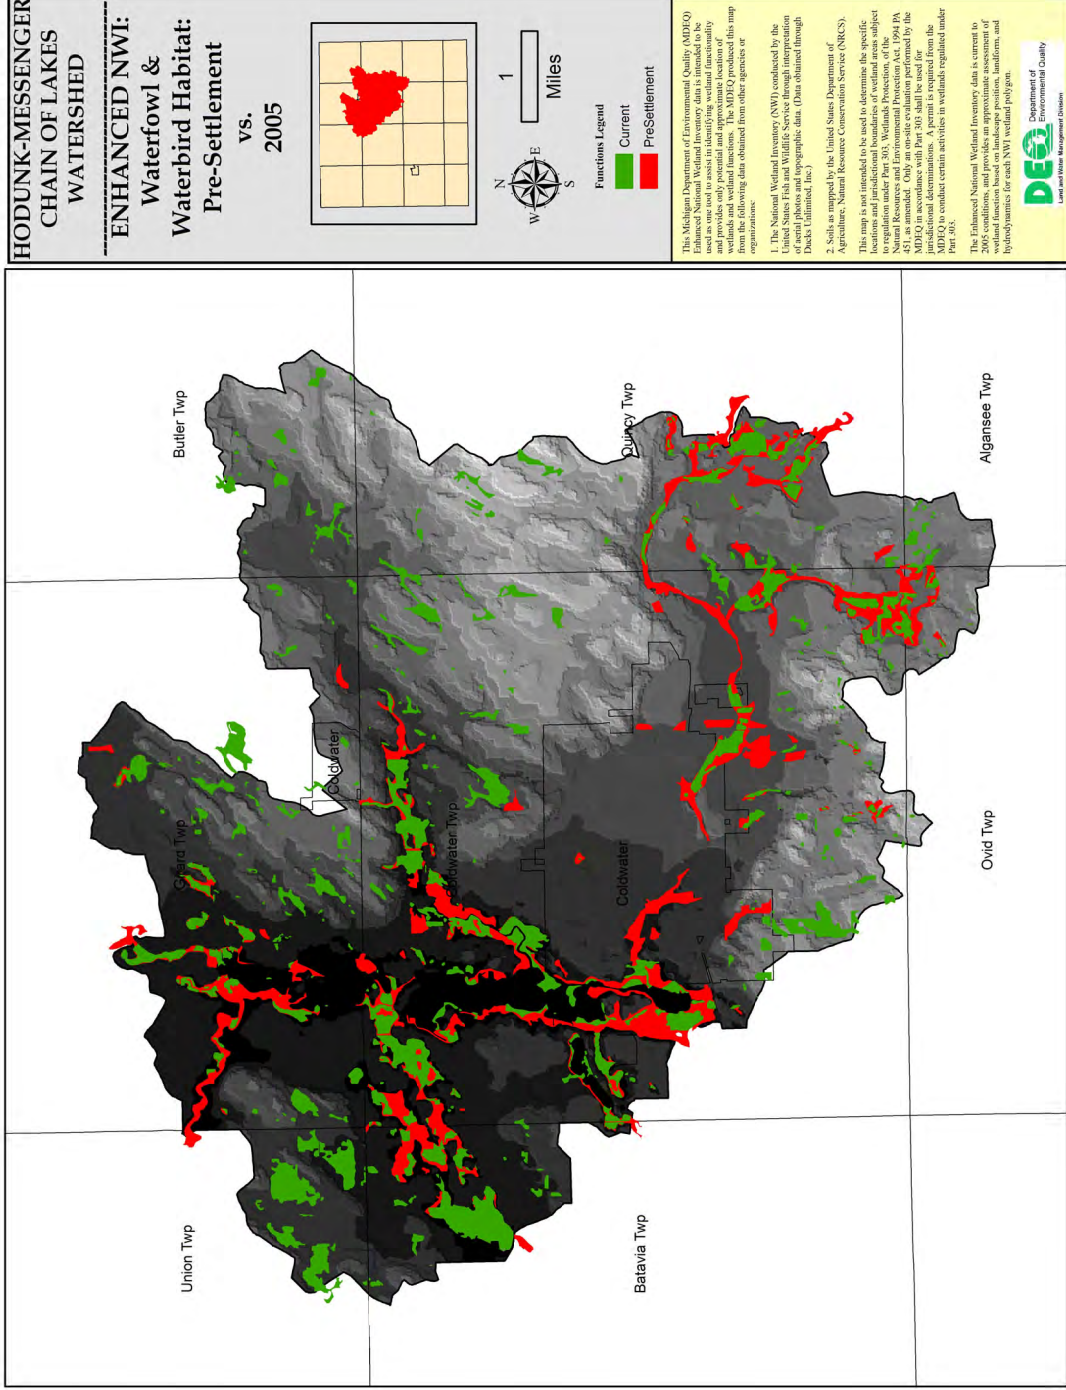 HODUNK-MESSENGER
CHAIN OF LAKES
WATERSHED
ENHANCED NWI:
Waterfowl &
Waterbird Habitat:
Pre-Settlement
vs.
2005
N
W
E
S
1
Miles
Functions Legend
Current
PreSettlement
This Michigan Department of Environmental Quality (MDEQ)
Enhanced National Wetland Inventory data is intended to be
used as one tool to assist in identifying wetland functionality
and provides only potential and approximate location of
wetlands and wetland functions. The MDEQ produced this map
from the following data obtained from other agencies or
organizations:
1. The National Wetland Inventory (NWI) conducted by the
United States Fish and Wildlife Service through interpretation
of aerial photos and topographic data. (Data obtained through
Ducks Unlimited, Inc.)
2. Soils as mapped by the United States Department of
Agriculture, Natural Resource Conservation Service (NRCS).
This map is not intended to be used to determine the specific
locations and jurisdictional boundaries of wetland areas subject
to regulation under Part 303, Wetlands Protection, of the
Natural Resources and Environmental Protection Act, 1994 PA
451, as amended. Only an on-site evaluation performed by the
MDEQ in accordance with Part 303 shall be used for
jurisdictional determinations. A permit is required from the
MDEQ to conduct certain activities in wetlands regulated under
Part 303.
The Enhanced National Wetland Inventory data is current to
2005 conditions, and provides an approximate assessment of
wetland function based on landscape position, landform, and
hydrodynamics for each NWI wetland polygon.
DEQ
Department of
Environmental Quality
Land and Water Management Division
Union Twp
Girard Twp
Butler Twp
Coldwater
Coldwater Twp
Quincy Twp
Batavia Twp
Coldwater
Ovid Twp
Algansee Twp